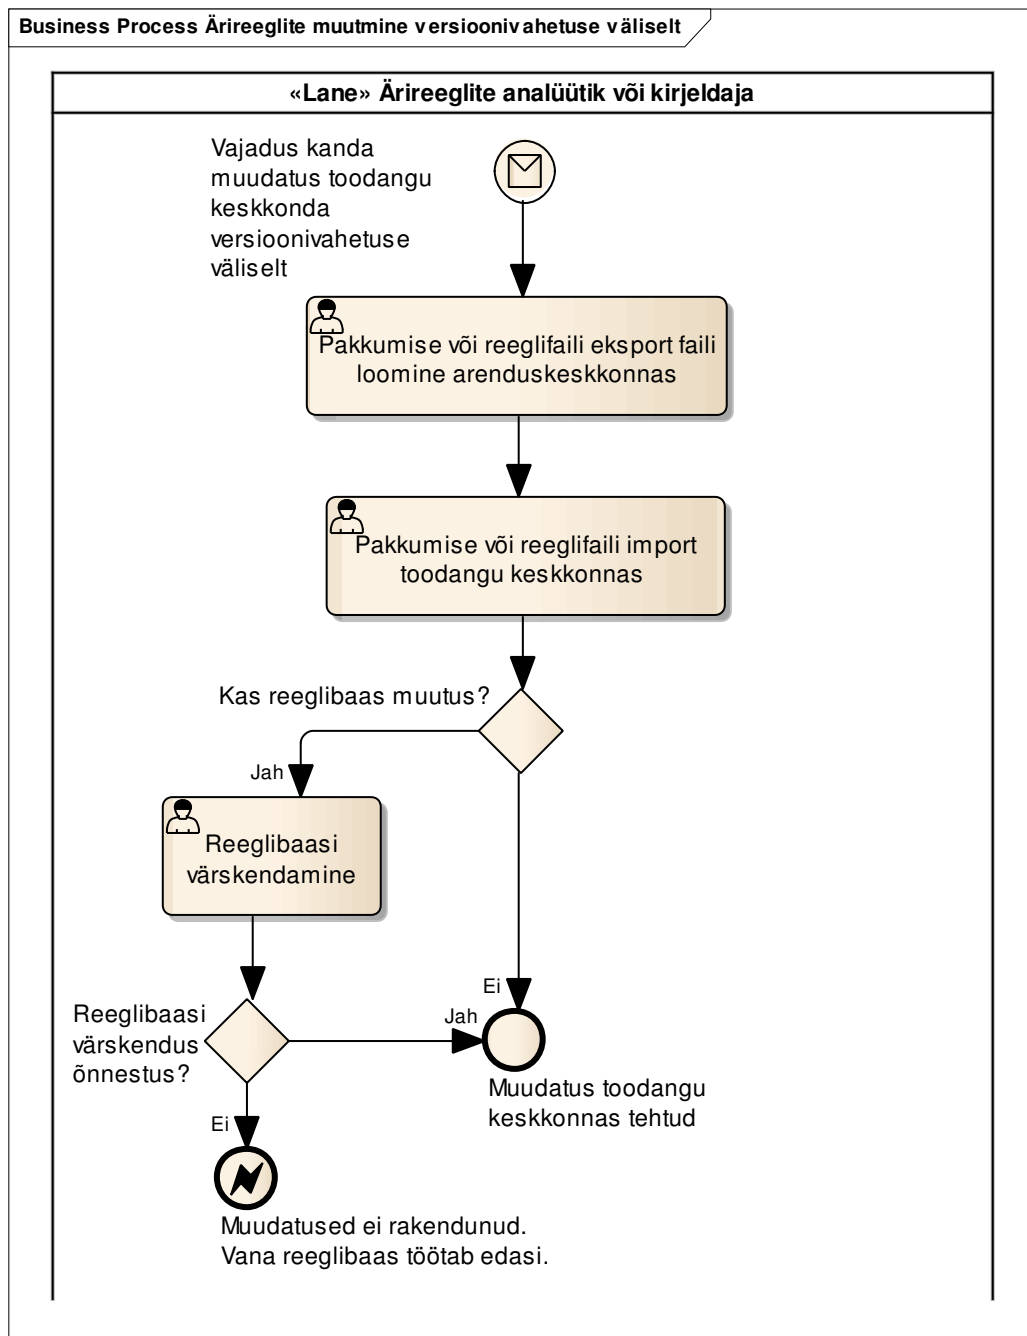 Business Process Ärireeglite muutmine versioonivahetuse väliselt
«Lane» Ärireeglite analüütik või kirjeldaja
Vajadus kanda
muudatus toodangu
keskkonda
versioonivahetuse
väliselt
Pakkumise või reeglifaili eksport faili
loomine arenduskeskkonnas
Pakkumise või reeglifaili import
toodangu keskkonnas
Kas reeglibaas muutus?
Jah
Reeglibaasi
värskendamine
Ei
Reeglibaasi
värskendus
õnnestus?
Jah
Muudatus toodangu
keskkonnas tehtud
Ei
Muudatused ei rakendunud.
Vana reeglibaas töötab edasi.